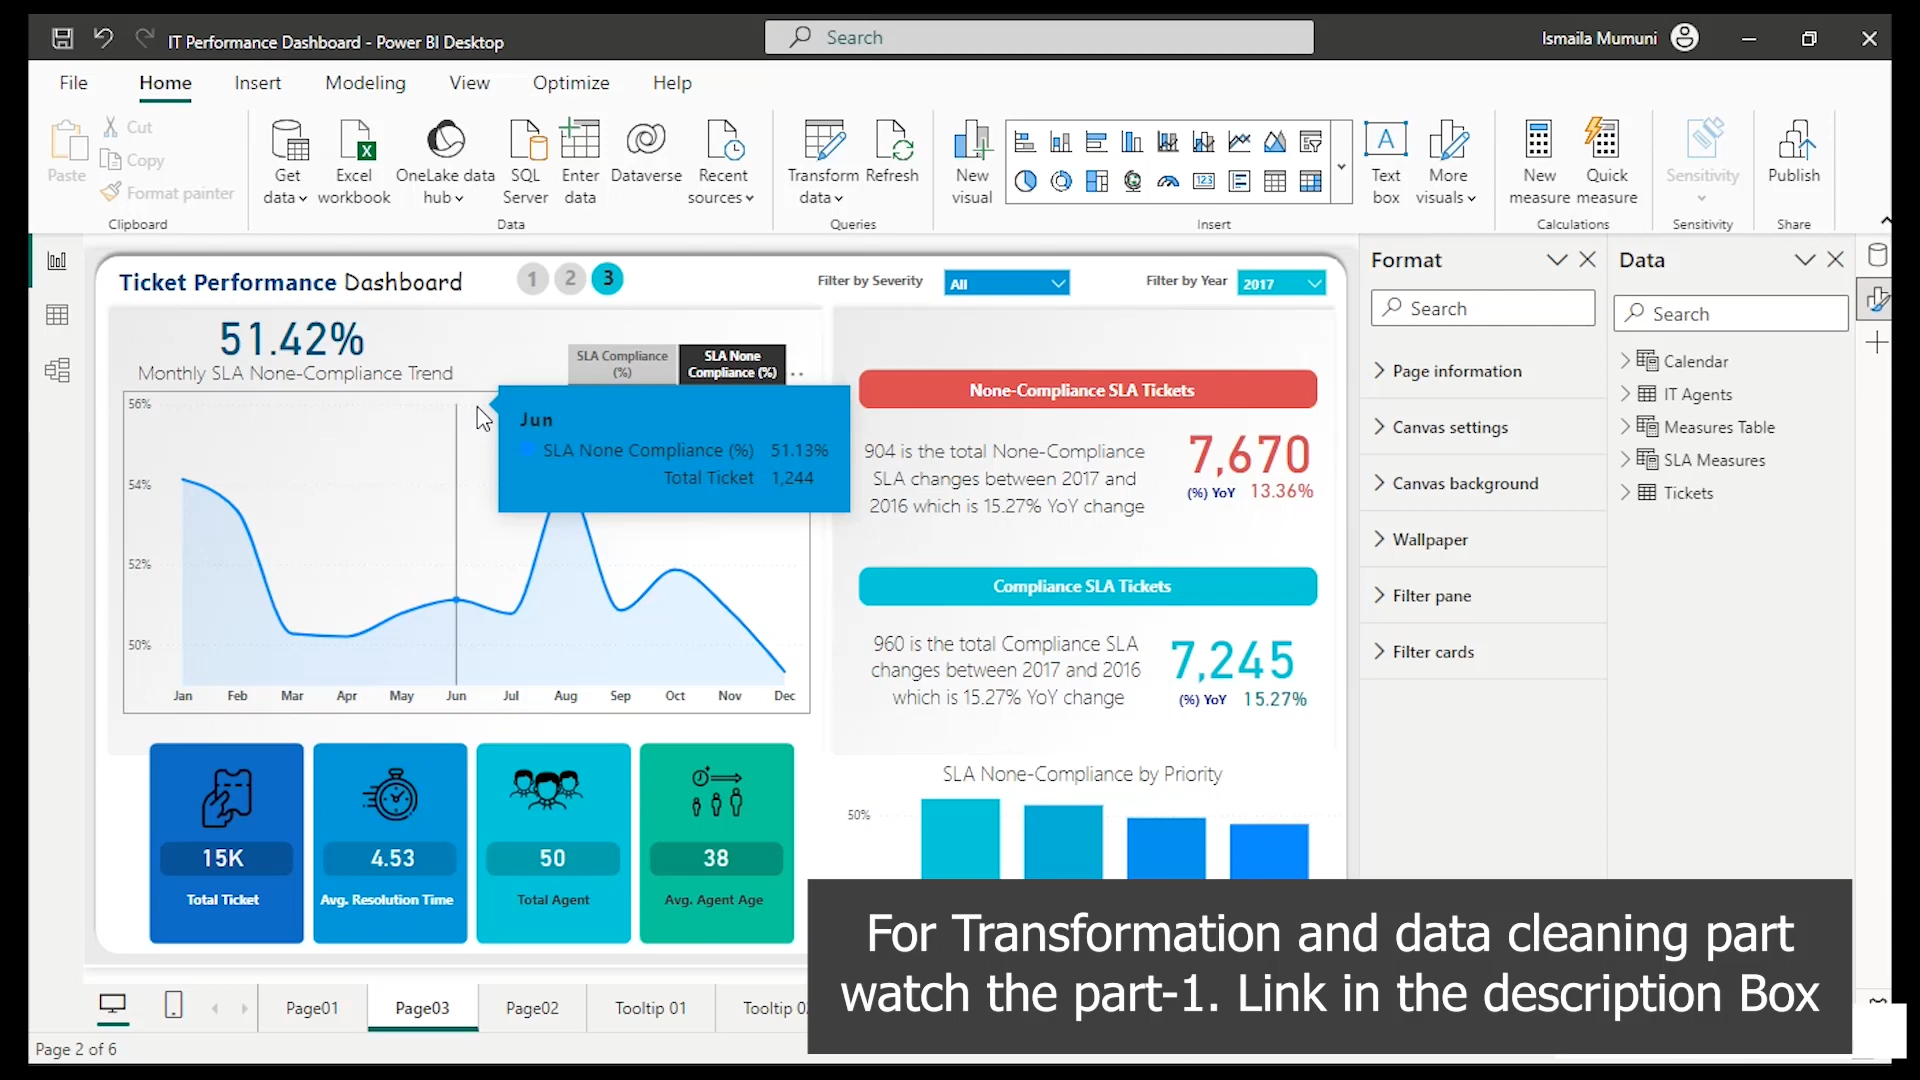 IT Performance Dashboard - Power BI Desktop
Search
Ismaila Mumuni
File Home Insert Modeling View Optimize Help
Paste
Cut
Copy
Format painter
Clipboard
Get data
Excel workbook
OneLake data hub
SQL Server
Enter data
Dataverse
Recent sources
Data
Transform data
Refresh
Queries
New visual
123
Text box
More visuals
Insert
New measure
Quick measure
Calculations
Sensitivity
Sensitivity
Publish
Share
Ticket Performance Dashboard
1 2 3
Filter by Severity
All
Filter by Year
2017
51.42%
Monthly SLA None-Compliance Trend
SLA Compliance
(%)
SLA None
Compliance (%)
56%
54%
52%
50%
Jun
SLA None Compliance (%) 51.13%
Total Ticket 1,244
Jan Feb Mar Apr May Jun Jul Aug Sep Oct Nov Dec
None-Compliance SLA Tickets
904 is the total None-Compliance
SLA changes between 2017 and
2016 which is 15.27% YoY change
7,670
(%) YoY 13.36%
Compliance SLA Tickets
960 is the total Compliance SLA
changes between 2017 and 2016
which is 15.27% YoY change
7,245
(%) YoY 15.27%
15K
Total Ticket
4.53
Avg. Resolution Time
50
Total Agent
38
Avg. Agent Age
SLA None-Compliance by Priority
50%
Format
Search
Page information
Canvas settings
Canvas background
Wallpaper
Filter pane
Filter cards
Data
Search
Calendar
IT Agents
Measures Table
SLA Measures
Tickets
For Transformation and data cleaning part
watch the part-1. Link in the description Box
Page01 Page03 Page02 Tooltip 01 Tooltip
Page 2 of 6